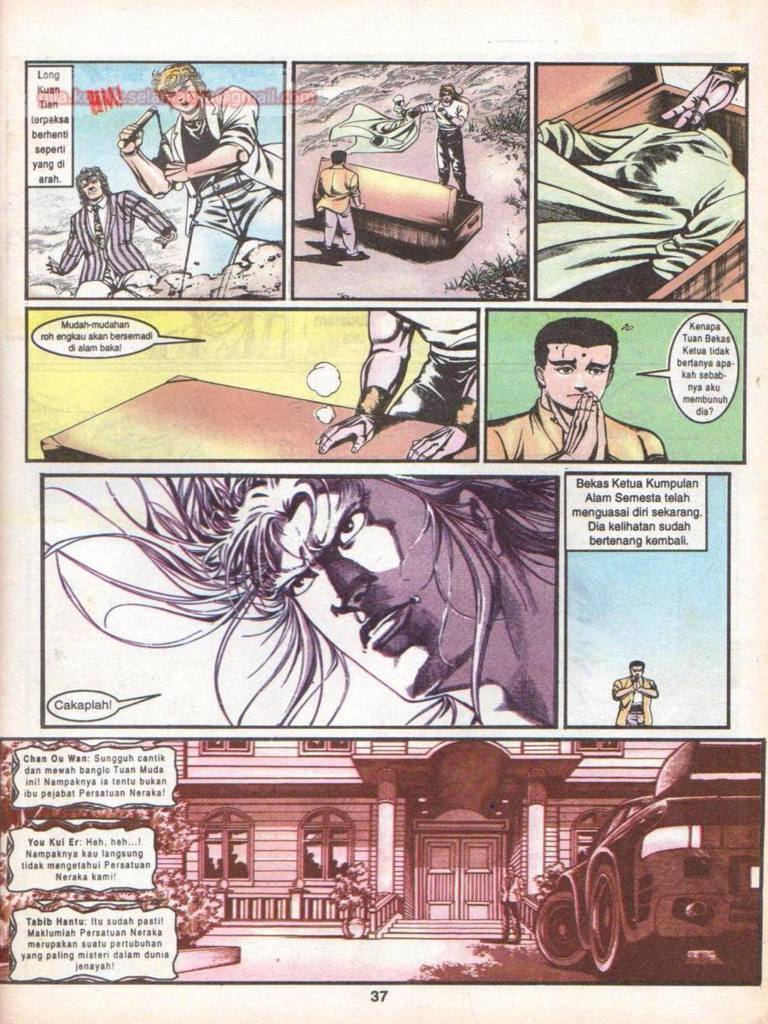 Long
Kuan
Tian
terpaksa
berhenti
seperti
yang di
arah.
HM!
Mudah-mudahan
roh engkau akan bersemadi
di alam baka!
Kenapa
Tuan Bekas
Ketua tidak
bertanya apa-
kah sebab-
nya aku
membunuh
dia?
Cakaplah!
Bekas Ketua Kumpulan
Alam Semesta telah
menguasai diri sekarang.
Dia kelihatan sudah
bertenang kembali.
Chan Ou Wan: Sungguh cantik
dan mewah banglo Tuan Muda
ini! Nampaknya ia tentu bukan
ibu pejabat Persatuan Neraka!
You Kui Er: Heh, heh...!
Nampaknya kau langsung
tidak mengetahui Persatuan
Neraka kami!
Tabib Hantu: Itu sudah pasti!
Maklumlah Persatuan Neraka
merupakan suatu pertubuhan
yang paling misteri dalam dunia
jenayah!
37